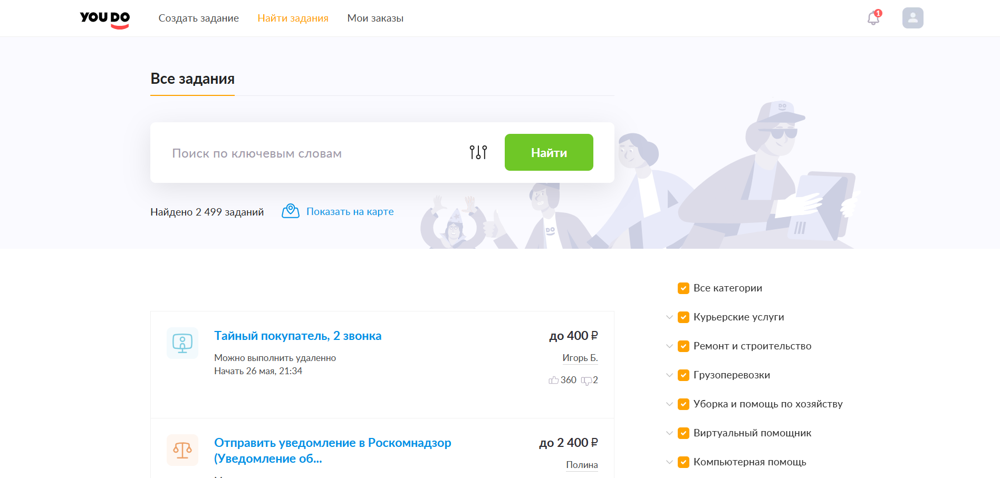 YOU DO
Создать задание
Найти задания
Мои заказы
1
Все задания
Поиск по ключевым словам
Найти
Найдено 2 499 заданий
Показать на карте
DO
DO
Все категории
Курьерские услуги
Ремонт и строительство
Грузоперевозки
Уборка и помощь по хозяйству
Виртуальный помощник
Компьютерная помощь
Тайный покупатель, 2 звонка
до 400 ₽
Можно выполнить удаленно
Игорь Б.
Начать 26 мая, 21:34
360 2
Отправить уведомление в Роскомнадзор
(Уведомление об...
до 2 400 ₽
Полина